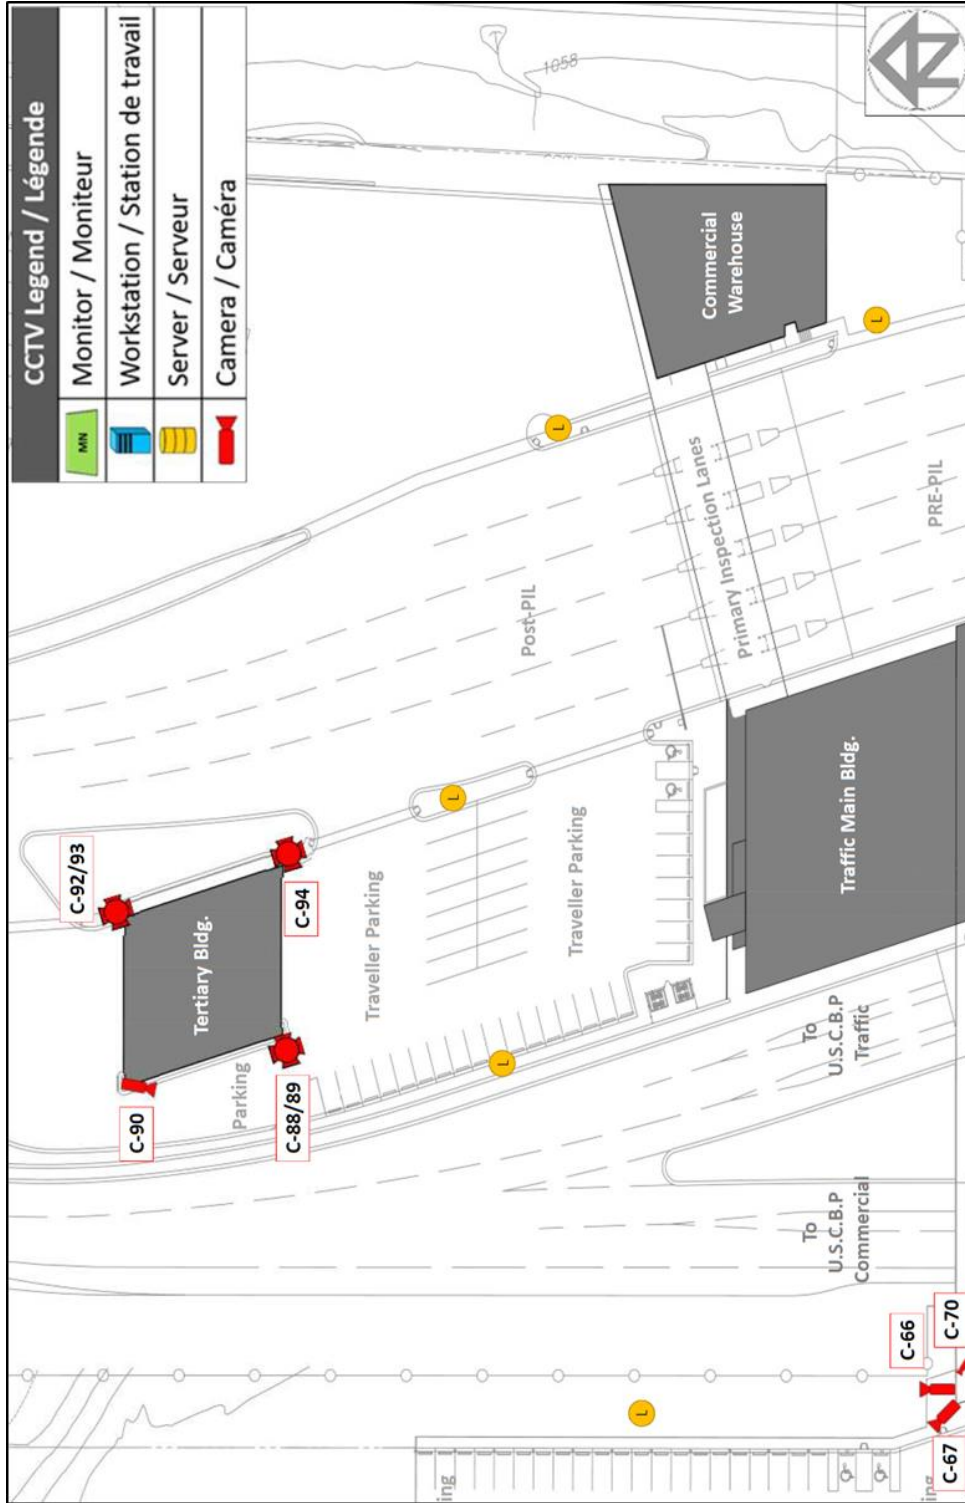 CCTV Legend / Légende
MN
Monitor / Moniteur
Workstation / Station de travail
Server / Serveur
Camera / Caméra
1058
N
Commercial
Warehouse
L
L
Primary Inspection Lanes
PRE-PIL
Post-PIL
L
C-92/93
C-94
Tertiary Bldg.
C-90
C-88/89
Parking
Traveller Parking
Traveller Parking
L
Traffic Main Bldg.
To
U.S.C.B.P
Traffic
To
U.S.C.B.P
Commercial
L
C-66
C-70
C-67
ing
ing